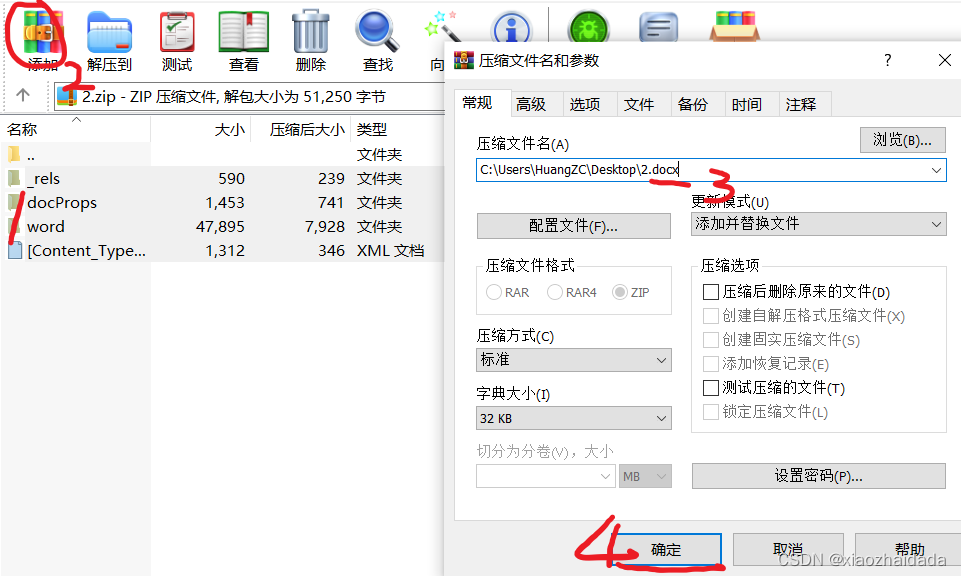 添加 解压到 测试 查看 删除 查找 向
2
2.zip - ZIP 压缩文件, 解包大小为 51,250 字节
名称 大小 压缩后大小 类型
.. 文件夹
_rels 590 239 文件夹
docProps 1,453 741 文件夹
word 47,895 7,928 文件夹
[Content_Type... 1,312 346 XML 文档
1
压缩文件名和参数 ?
常规 高级 选项 文件 备份 时间 注释
压缩文件名(A)
浏览(B)...
C:\Users\HuangZC\Desktop\2.docx
3
更新模式(U)
配置文件(F)... 添加并替换文件
压缩文件格式
RAR RAR4 ZIP
压缩方式(C)
标准
字典大小(I)
32 KB
切分为分卷(V)，大小
MB
压缩选项
压缩后删除原来的文件(D)
创建自解压格式压缩文件(X)
创建固实压缩文件(S)
添加恢复记录(E)
测试压缩的文件(T)
锁定压缩文件(L)
设置密码(P)...
4.
确定 取消 帮助
CSDN @xiaozhaidada